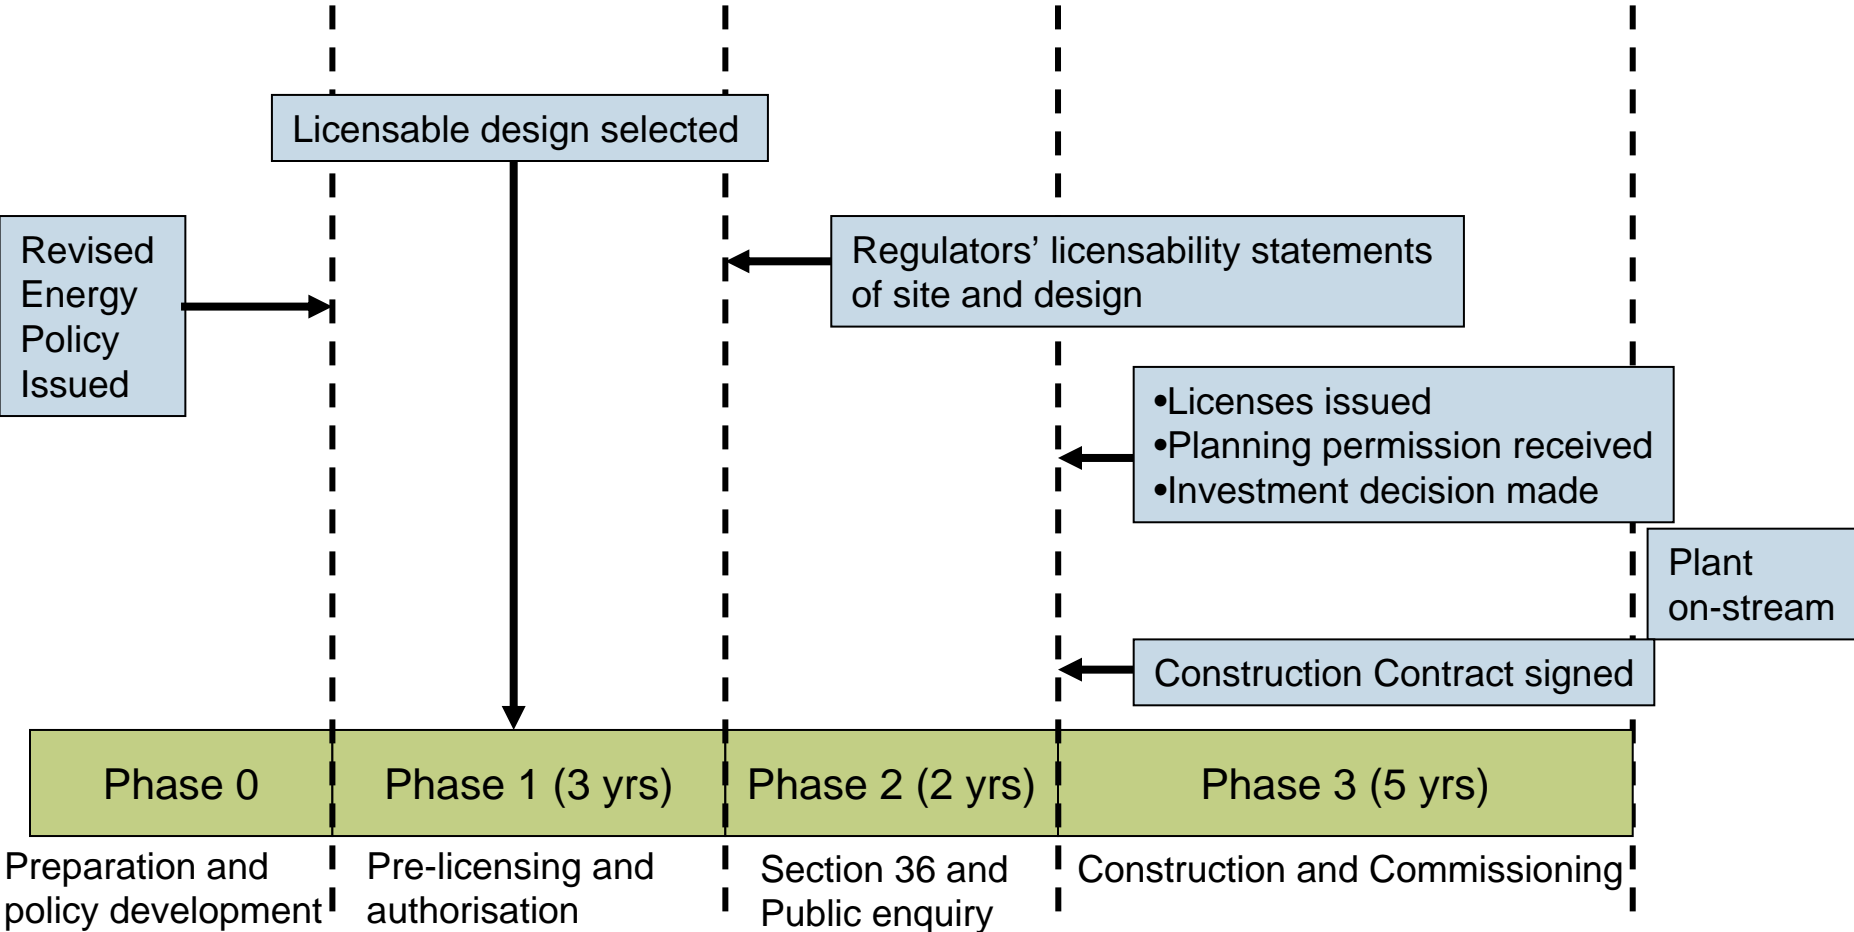 Licensable design selected
Revised
Energy
Policy
Issued
Regulators’ licensability statements
of site and design
•Licenses issued
•Planning permission received
•Investment decision made
Plant
on-stream
Construction Contract signed
Phase 0
Phase 1 (3 yrs)
Phase 2 (2 yrs)
Phase 3 (5 yrs)
Preparation and
policy development
Pre-licensing and
authorisation
Section 36 and
Public enquiry
Construction and Commissioning